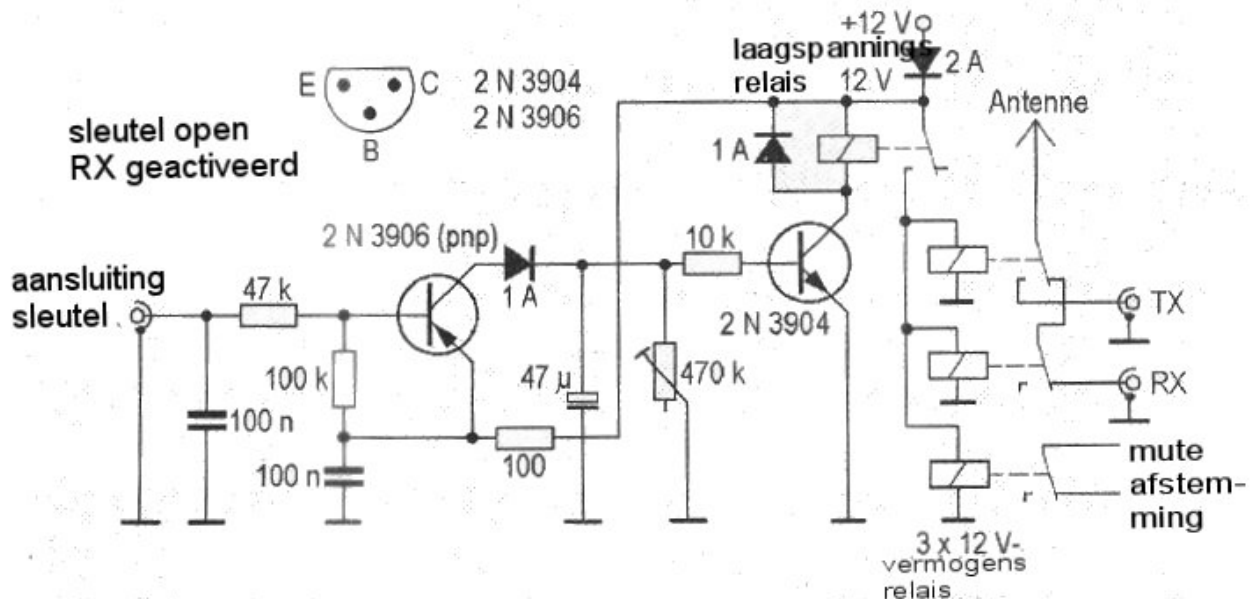 +12 V
laagspannings
relais
12 V
2 A
E
C
B
2 N 3904
2 N 3906
Antenne
sleutel open
RX geactiveerd
1 A
2 N 3906 (pnp)
10 k
aansluiting
sleutel
47 k
1 A
2 N 3904
TX
100 k
47 µ
470 k
r
RX
100 n
100
100 n
r
mute
afstem-
ming
3 x 12 V-
vermogens
relais